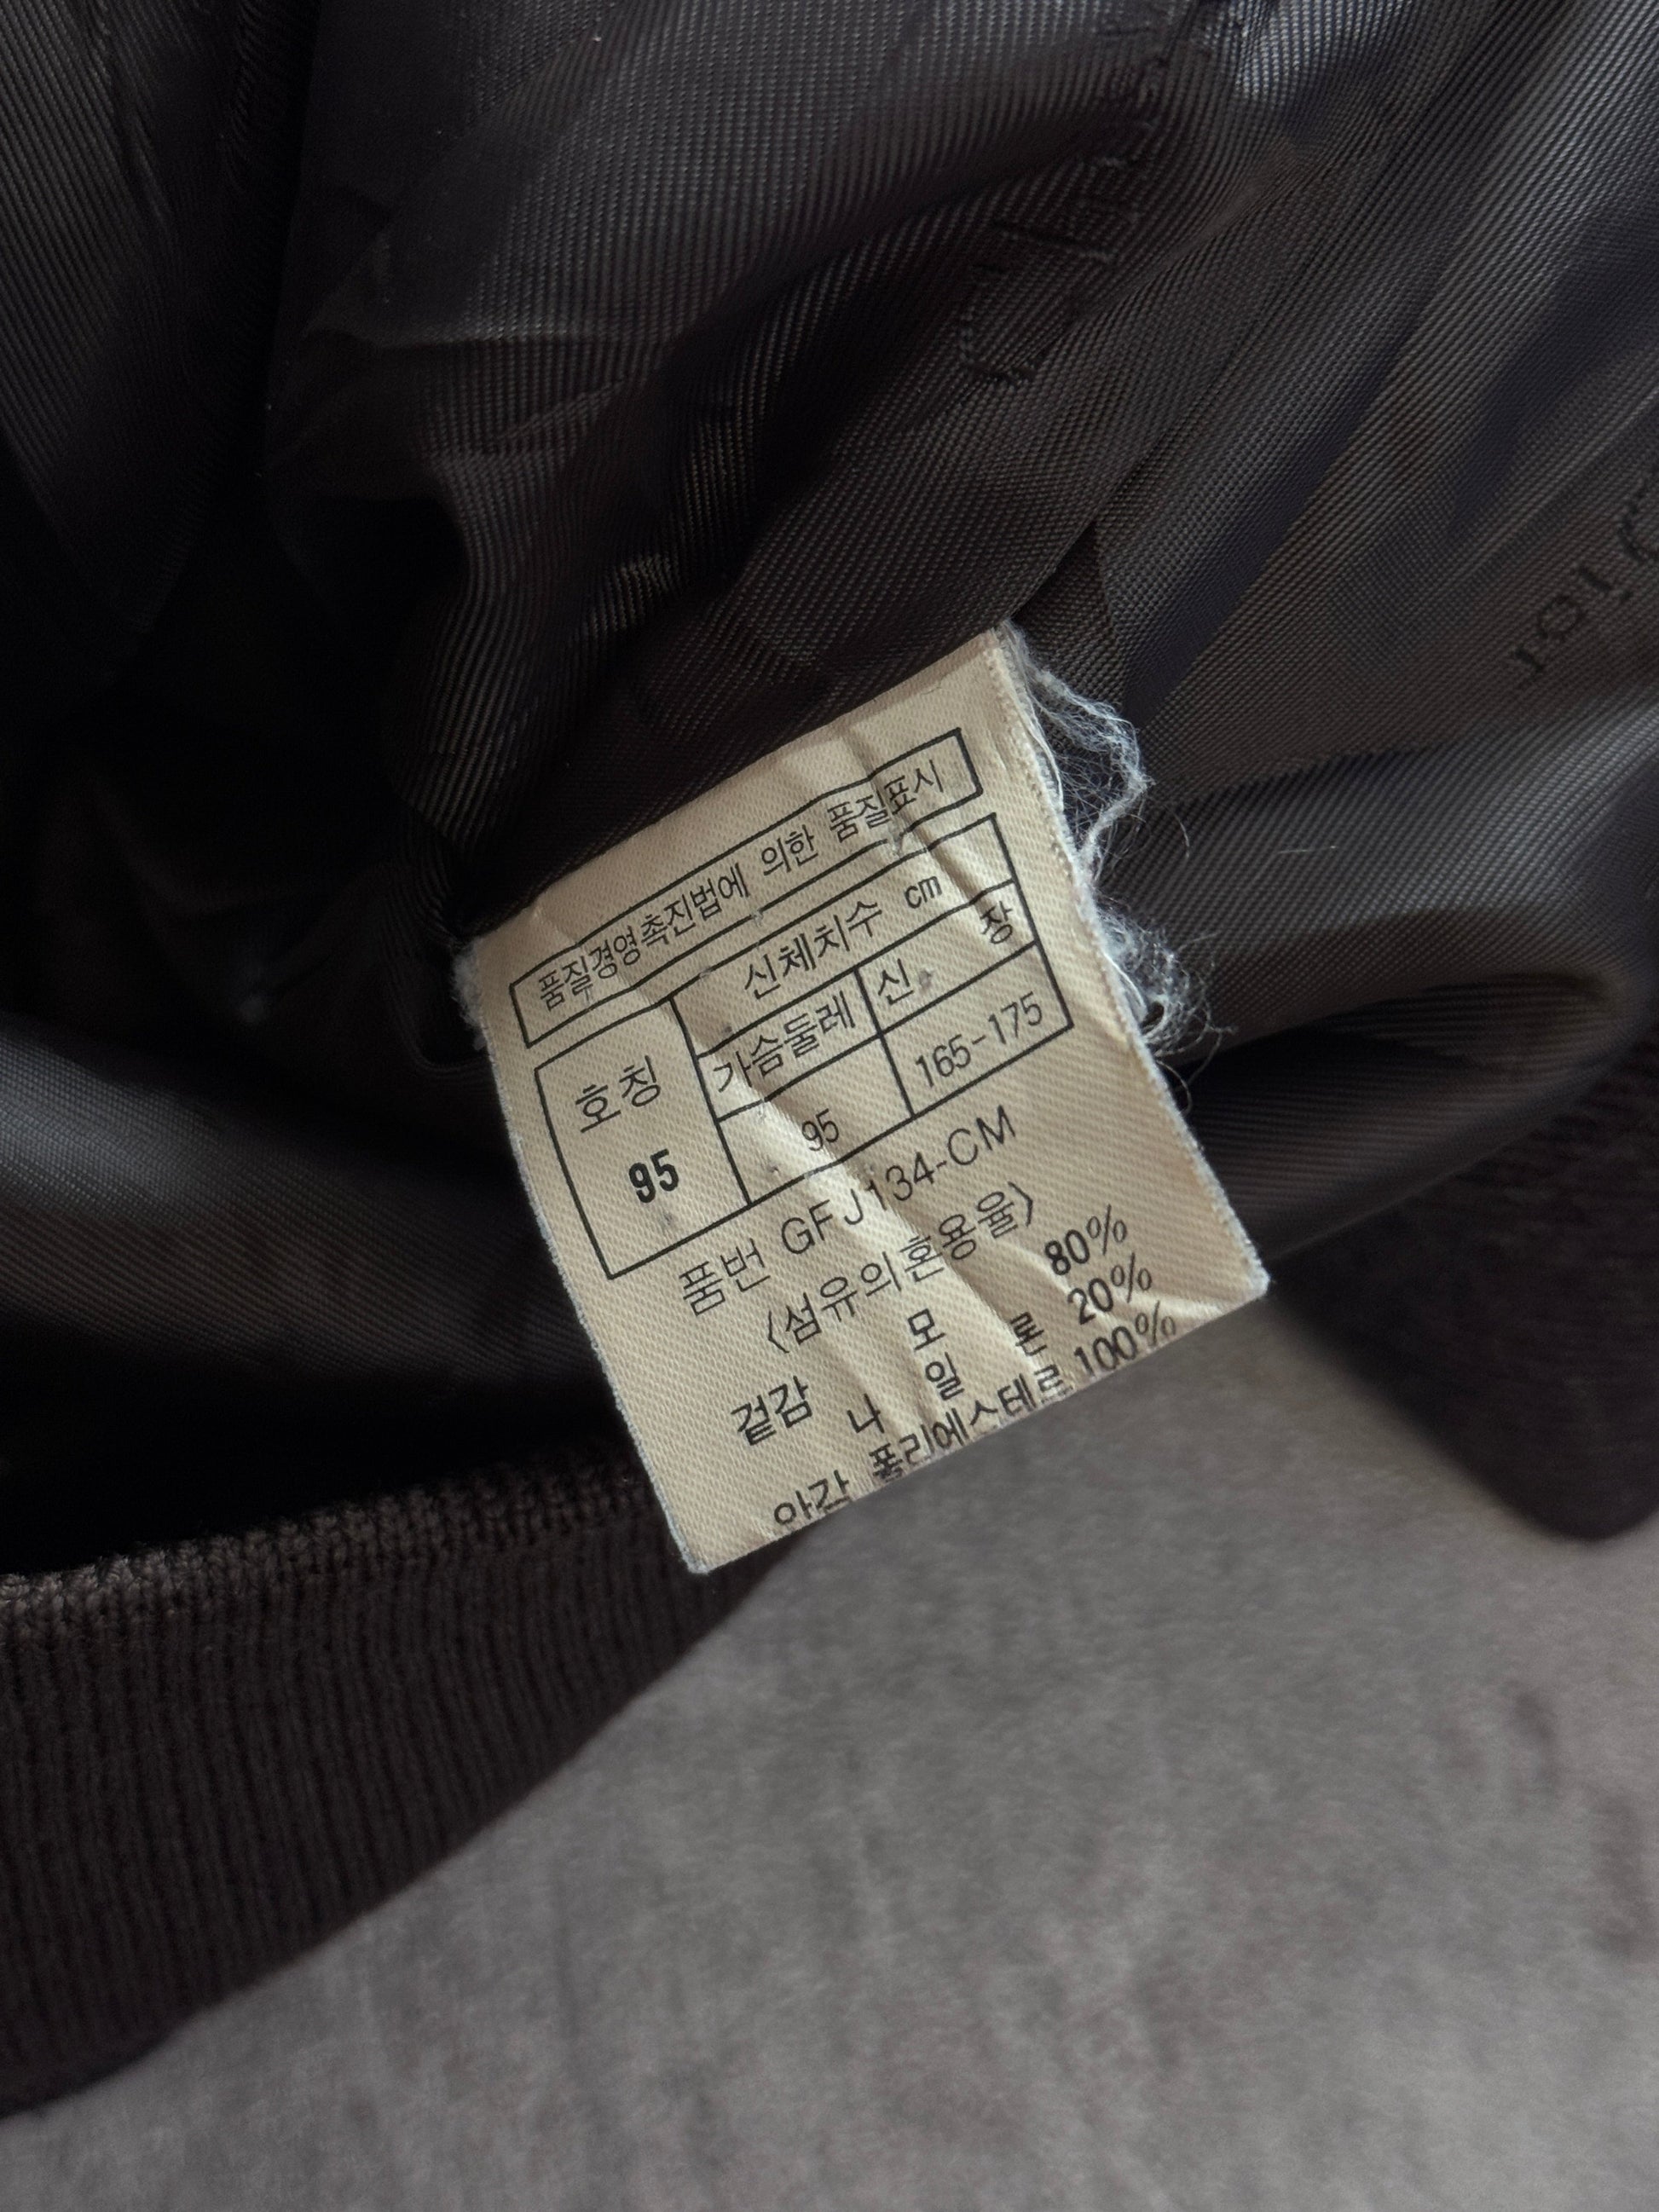 품질경영촉진법에 의한 품질표시
호칭 신체치수 cm
가슴둘레 신 장
95 95 165-175
품번 GFJ134-CM
<섬유의혼용율>
겉감 모 80%
나 일 론 20%
안감 폴리에스테르 100%